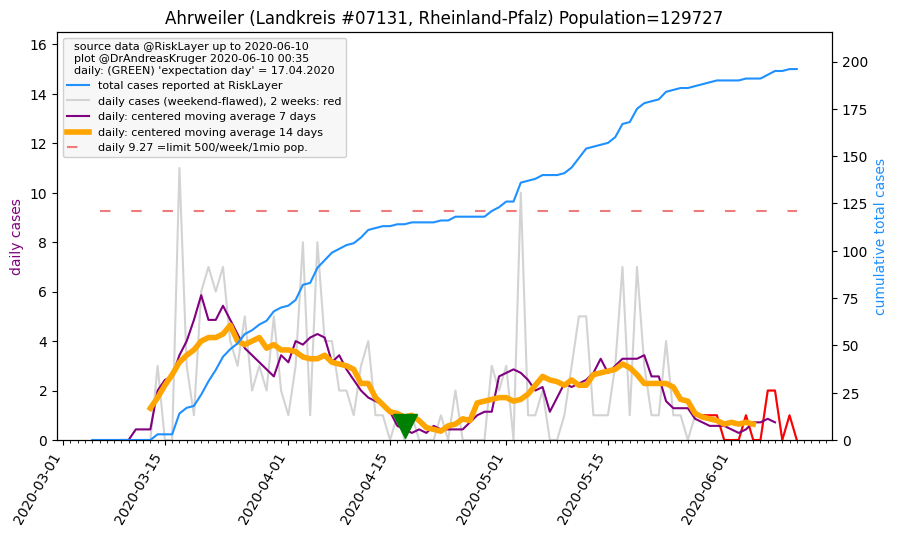 Ahrweiler (Landkreis #07131, Rheinland-Pfalz) Population=129727
source data @RiskLayer up to 2020-06-10
plot @DrAndreasKruger 2020-06-10 00:35
daily: (GREEN) 'expectation day' = 17.04.2020
total cases reported at RiskLayer
daily cases (weekend-flawed), 2 weeks: red
daily: centered moving average 7 days
daily: centered moving average 14 days
daily 9.27 =limit 500/week/1mio pop.
daily cases
16
14
12
10
8
6
4
2
0
cumulative total cases
200
175
150
125
100
75
50
25
0
2020-03-01
2020-03-15
2020-04-01
2020-04-15
2020-05-01
2020-05-15
2020-06-01